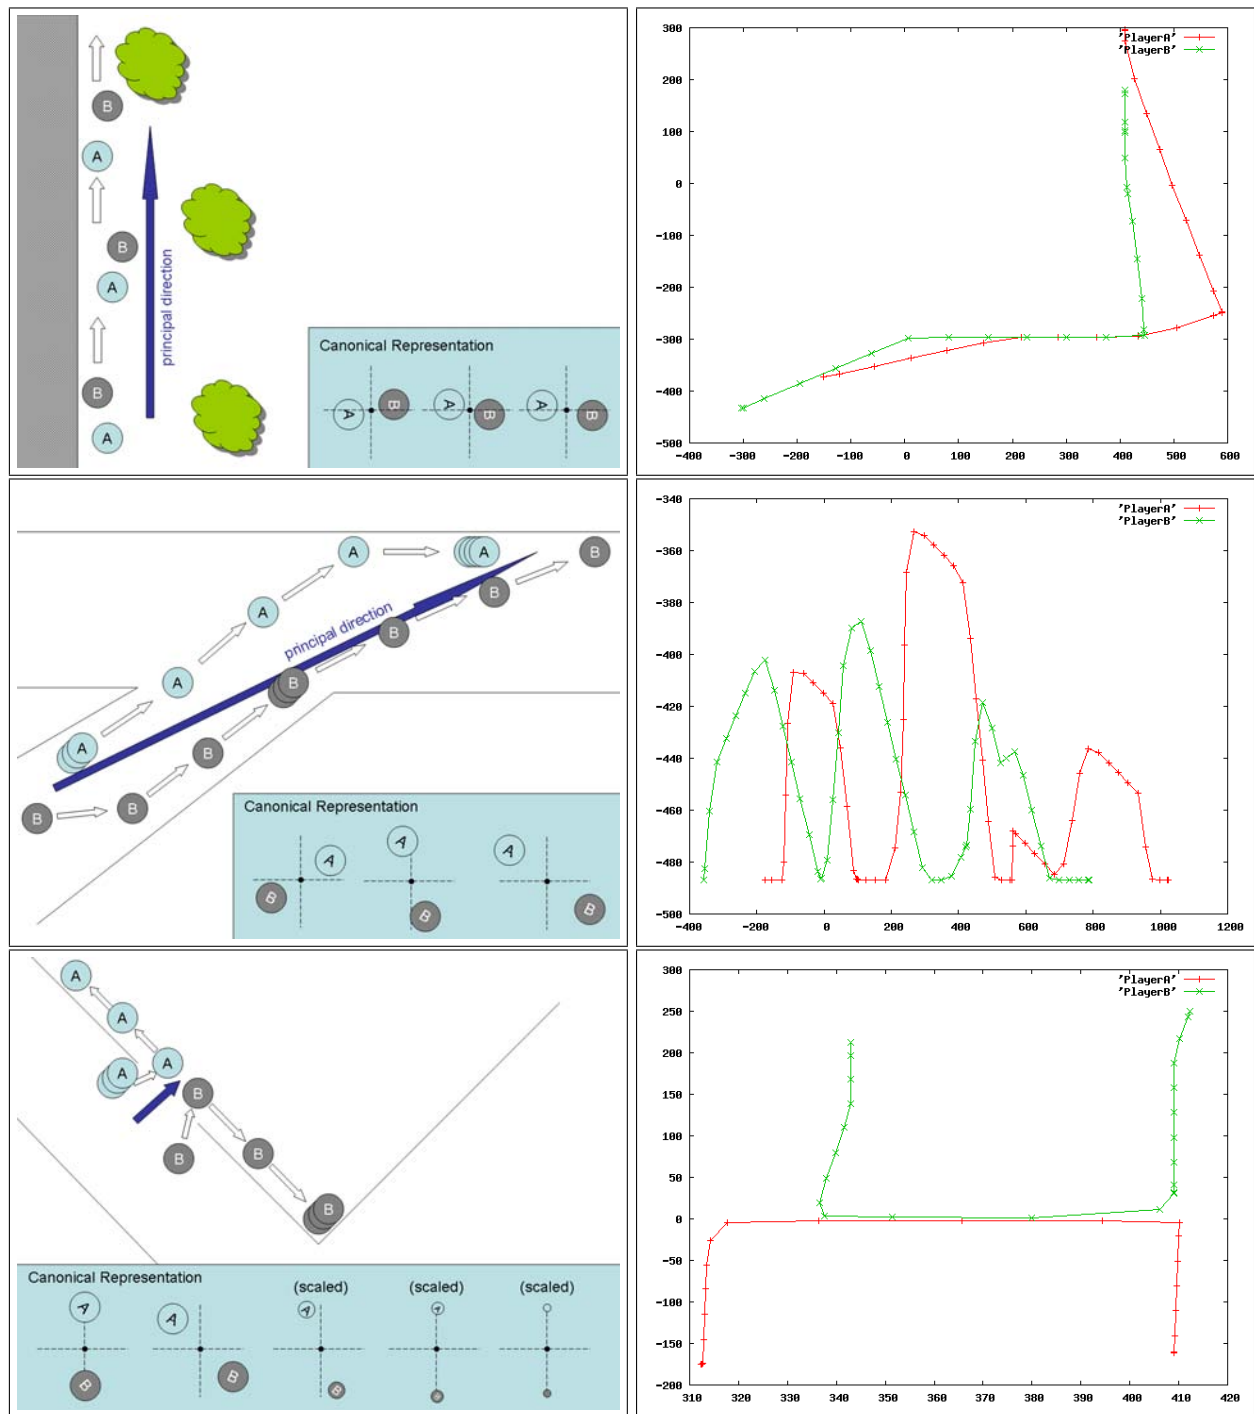 B
A
B
A
B
A
principal direction
Canonical Representation
A B A B A B
'PlayerA'
'PlayerB'
300
200
100
0
-100
-200
-300
-400
-500
-400 -300 -200 -100 0 100 200 300 400 500 600
A A B
A B
principal direction
A B
A B
B B
Canonical Representation
A A A
B B B
'PlayerA'
'PlayerB'
-340
-360
-380
-400
-420
-440
-460
-480
-500
-400 -200 0 200 400 600 800 1000 1200
A
A
A
A
B
B B
B
Canonical Representation
(scaled) (scaled) (scaled)
A A A A
B B B
'PlayerA'
'PlayerB'
300
250
200
150
100
50
0
-50
-100
-150
-200
310 320 330 340 350 360 370 380 390 400 410 420